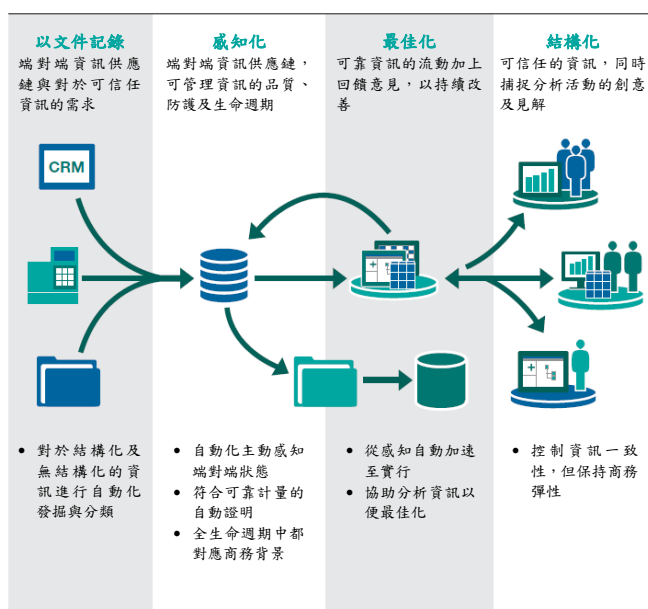 以文件記錄
端對端資訊供應
鏈與對於可信任
資訊的需求
感知化
端對端資訊供應鏈，
可管理資訊的品質、
防護及生命週期
最佳化
可靠資訊的流動加上
回饋意見，以持續改
善
結構化
可信任的資訊，同時
捕捉分析活動的創意
及見解
CRM
• 對於結構化及
無結構化的資
訊進行自動化
發掘與分類
• 自動化主動感知
端對端狀態
• 符合可靠計量的
自動證明
• 全生命週期中都
對應商務背景
• 從感知自動加速
至實行
• 協助分析資訊以
便最佳化
• 控制資訊一致
性，但保持商務
彈性